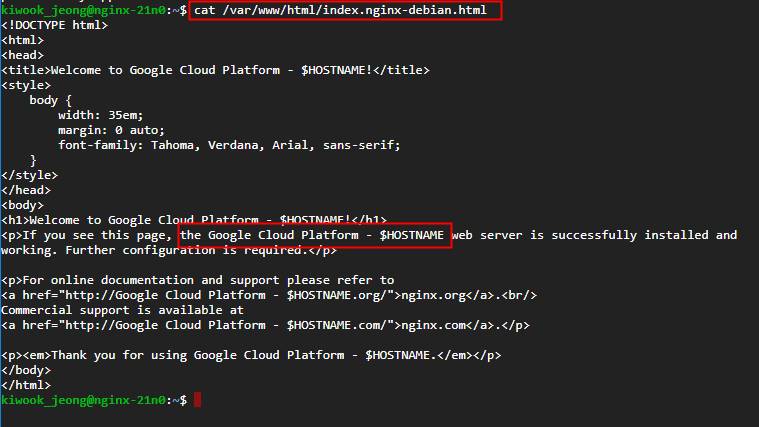 kiwook_jeong@nginx-21n0:~$ cat /var/www/html/index.nginx-debian.html
<!DOCTYPE html>
<html>
<head>
<title>Welcome to Google Cloud Platform - $HOSTNAME!</title>
<style>
    body {
        width: 35em;
        margin: 0 auto;
        font-family: Tahoma, Verdana, Arial, sans-serif;
    }
</style>
</head>
<body>
<h1>Welcome to Google Cloud Platform - $HOSTNAME!</h1>
<p>If you see this page, the Google Cloud Platform - $HOSTNAME web server is successfully installed and
working. Further configuration is required.</p>

<p>For online documentation and support please refer to
<a href="http://Google Cloud Platform - $HOSTNAME.org/">nginx.org</a>.<br/>
Commercial support is available at
<a href="http://Google Cloud Platform - $HOSTNAME.com/">nginx.com</a>.</p>

<p><em>Thank you for using Google Cloud Platform - $HOSTNAME.</em></p>
</body>
</html>
kiwook_jeong@nginx-21n0:~$